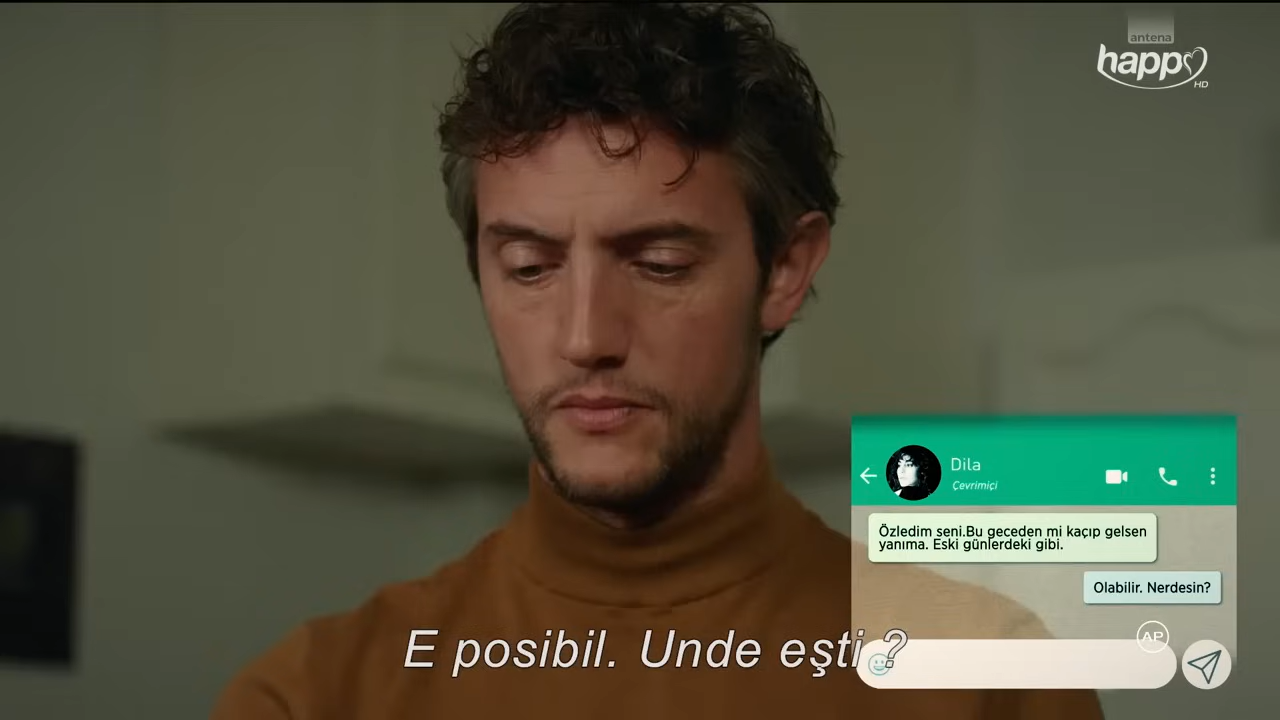 antena
happy
HD
Dila
Çevrimiçi
Özledim seni.Bu geceden mi kaçıp gelsen
yanıma. Eski günlerdeki gibi.
Olabilir. Nerdesin?
AP
E posibil. Unde eşti ?